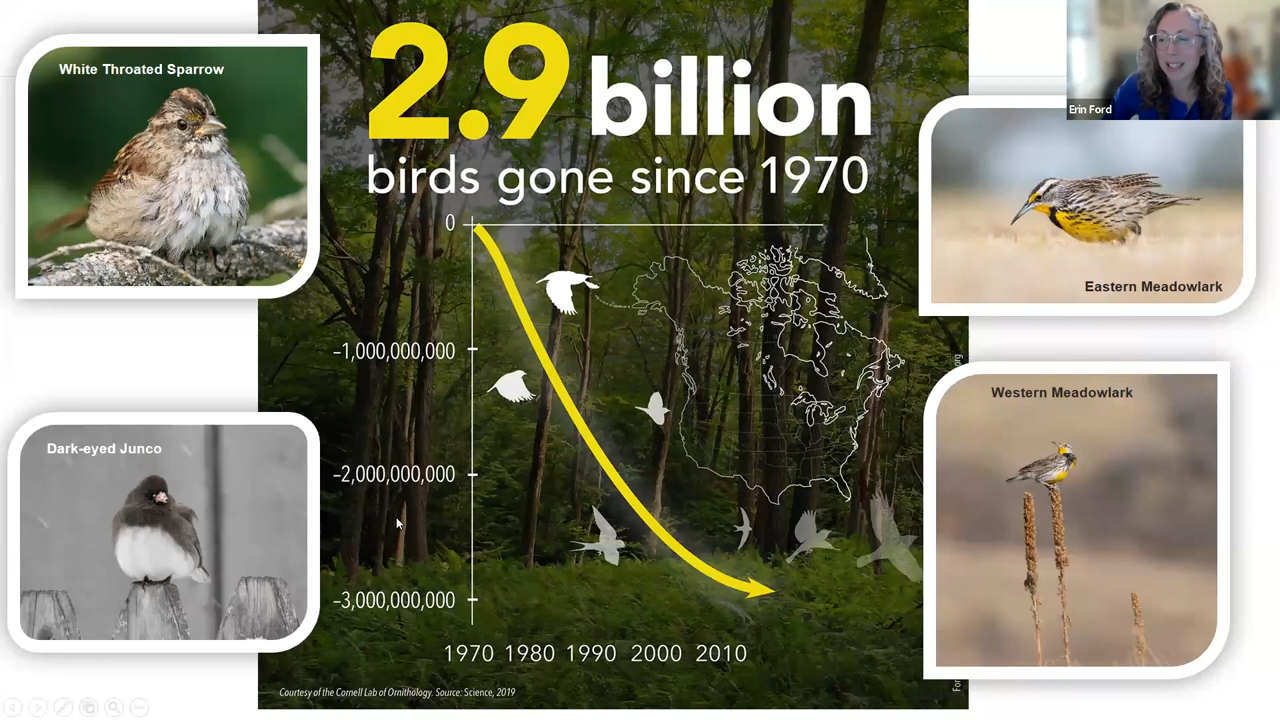 White Throated Sparrow
2.9 billion
birds gone since 1970
Erin Ford
Eastern Meadowlark
0
−1,000,000,000
−2,000,000,000
−3,000,000,000
1970 1980 1990 2000 2010
Dark-eyed Junco
Western Meadowlark
Courtesy of the Cornell Lab of Ornithology. Source: Science, 2019